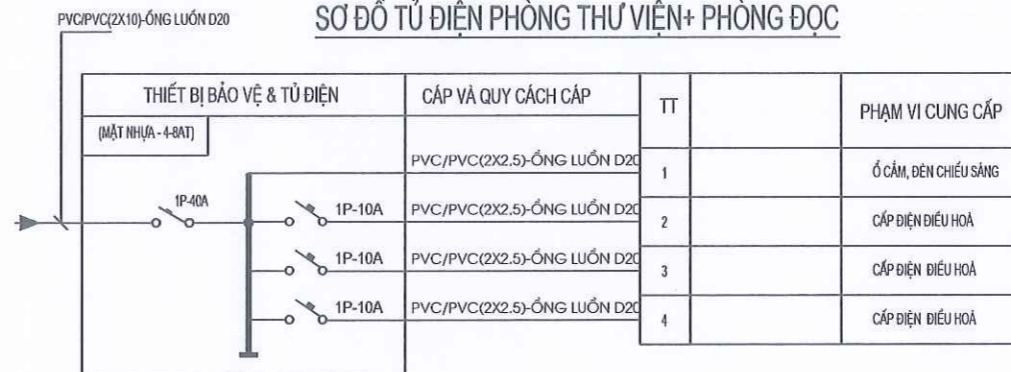 PVC/PVC(2X10)-ỐNG LUỒN D20
SƠ ĐỒ TỦ ĐIỆN PHÒNG THƯ VIỆN+ PHÒNG ĐỌC
THIẾT BỊ BẢO VỆ & TỦ ĐIỆN
CÁP VÀ QUY CÁCH CÁP
TT
PHẠM VI CUNG CẤP
(MẶT NHỰA - 4-8AT)
PVC/PVC(2X2.5)-ỐNG LUỒN D20
1
Ổ CẮM, ĐÈN CHIẾU SÁNG
1P-40A
1P-10A
PVC/PVC(2X2.5)-ỐNG LUỒN D20
2
CẤP ĐIỆN ĐIỀU HOÀ
1P-10A
PVC/PVC(2X2.5)-ỐNG LUỒN D20
3
CẤP ĐIỆN ĐIỀU HOÀ
1P-10A
PVC/PVC(2X2.5)-ỐNG LUỒN D20
4
CẤP ĐIỆN ĐIỀU HOÀ